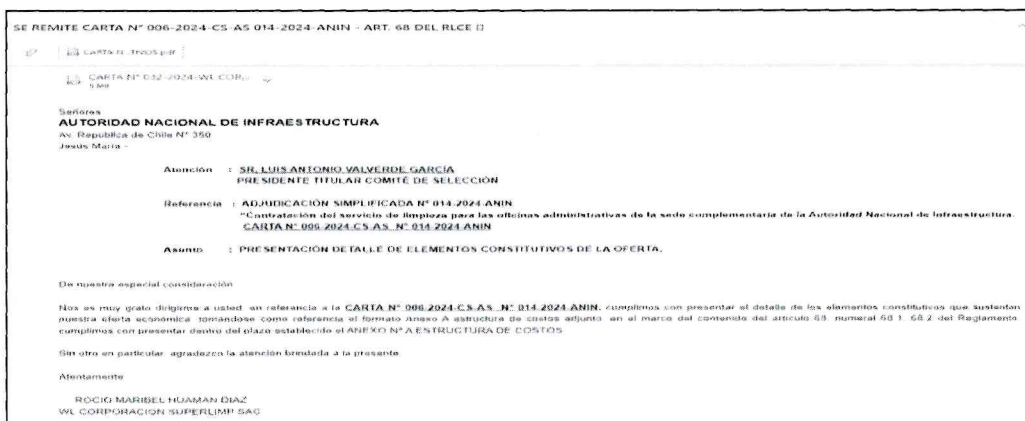 SE REMITE CARTA N° 006-2024-CS-AS 014-2024-ANIN - ART. 68 DEL RLCE
CARTA N°
CARTA N° 032-2024-WL COR...
5 MB
Señores
AUTORIDAD NACIONAL DE INFRAESTRUCTURA
Av. Republica de Chile N° 350
Jesús María -
Atención : SR. LUIS ANTONIO VALVERDE GARCÍA
PRESIDENTE TITULAR COMITÉ DE SELECCIÓN
Referencia : ADJUDICACIÓN SIMPLIFICADA N° 014-2024-ANIN
"Contratación del servicio de limpieza para las oficinas administrativas de la sede complementaria de la Autoridad Nacional de Infraestructura.
CARTA N° 006-2024-CS-AS N° 014-2024-ANIN
Asunto : PRESENTACIÓN DETALLE DE ELEMENTOS CONSTITUTIVOS DE LA OFERTA.
De nuestra especial consideración
Nos es muy grato dirigirme a usted, en referencia a la CARTA N° 006-2024-CS-AS N° 014-2024-ANIN, cumplimos con presentar el detalle de los elementos constitutivos que sustentan
nuestra oferta económica tomándose como referencia el formato Anexo A estructura de costos adjunto en el marco del contenido del artículo 68, numeral 68.1, 68.2 del Reglamento
cumplimos con presentar dentro del plazo establecido el ANEXO N° A ESTRUCTURA DE COSTOS
Sin otro en particular, agradezco la atención brindada a la presente
Atentamente
ROCIO MARIBEL HUAMAN DIAZ
WL CORPORACION SUPERLIMP SAC